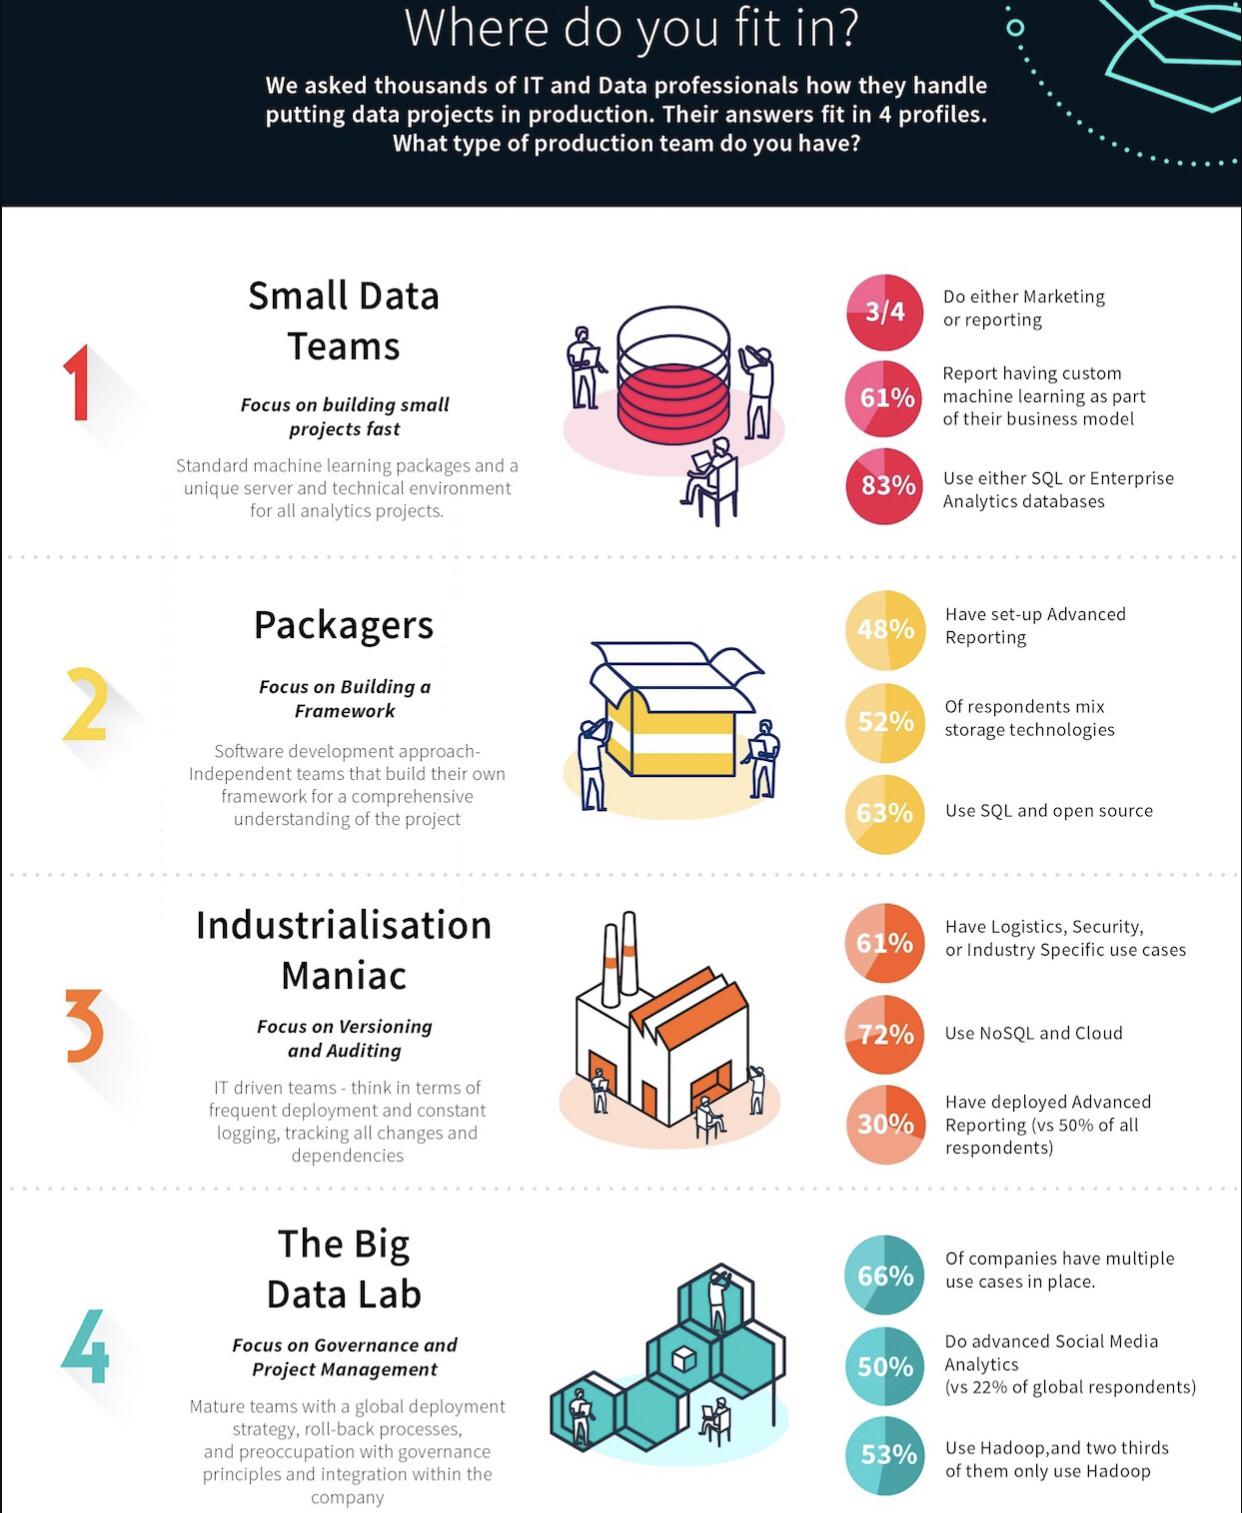 Where do you fit in?
We asked thousands of IT and Data professionals how they handle
putting data projects in production. Their answers fit in 4 profiles.
What type of production team do you have?
1
Small Data
Teams
Focus on building small
projects fast
Standard machine learning packages and a
unique server and technical environment
for all analytics projects.
3/4
Do either Marketing
or reporting
61%
Report having custom
machine learning as part
of their business model
83%
Use either SQL or Enterprise
Analytics databases
2
Packagers
Focus on Building a
Framework
Software development approach-
Independent teams that build their own
framework for a comprehensive
understanding of the project
48%
Have set-up Advanced
Reporting
52%
Of respondents mix
storage technologies
63%
Use SQL and open source
3
Industrialisation
Maniac
Focus on Versioning
and Auditing
IT driven teams - think in terms of
frequent deployment and constant
logging, tracking all changes and
dependencies
61%
Have Logistics, Security,
or Industry Specific use cases
72%
Use NoSQL and Cloud
30%
Have deployed Advanced
Reporting (vs 50% of all
respondents)
4
The Big
Data Lab
Focus on Governance and
Project Management
Mature teams with a global deployment
strategy, roll-back processes,
and preoccupation with governance
principles and integration within the
company
66%
Of companies have multiple
use cases in place.
50%
Do advanced Social Media
Analytics
(vs 22% of global respondents)
53%
Use Hadoop,and two thirds
of them only use Hadoop